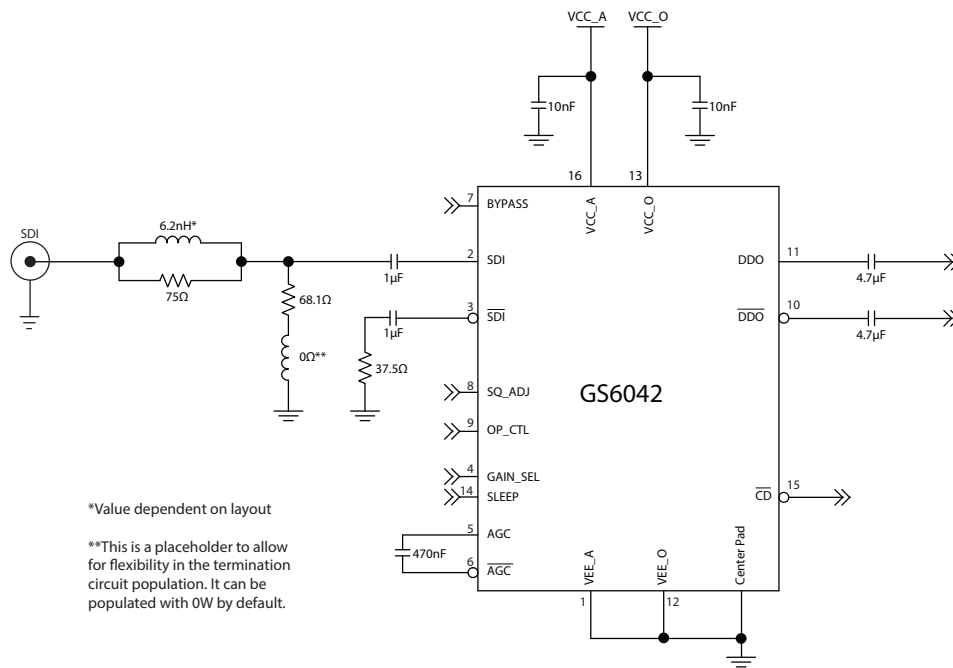 VCC_A VCC_O
10nF 10nF
16 13
7 BYPASS VCC_A VCC_O
SDI 6.2nH* 2 SDI DDO 11
75Ω 1µF 4.7µF
68.1Ω 3 SDI DDO 10
1µF 4.7µF
0Ω** 37.5Ω
8 SQ_ADJ GS6042
9 OP_CTL
4 GAIN_SEL
14 SLEEP CD 15
*Value dependent on layout
5 AGC
470nF
6 AGC
VEE_A VEE_O Center Pad
1 12
**This is a placeholder to allow
for flexibility in the termination
circuit population. It can be
populated with 0W by default.